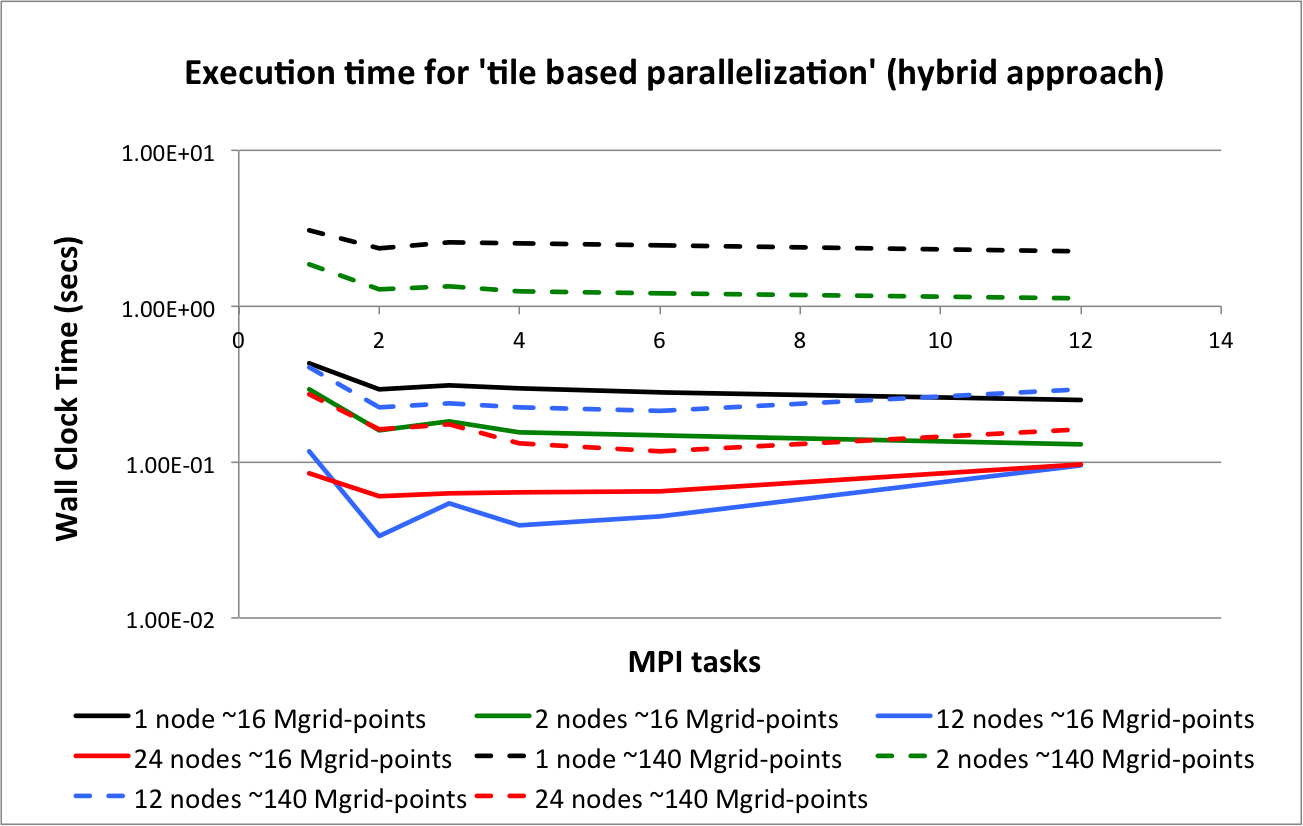 Execution time for 'tile based parallelization' (hybrid approach)
1.00E+01
1.00E+00
0 2 4 6 8 10 12 14
1.00E-01
1.00E-02
Wall Clock Time (secs)
MPI tasks
1 node ~16 Mgrid-points 2 nodes ~16 Mgrid-points 12 nodes ~16 Mgrid-points
24 nodes ~16 Mgrid-points 1 node ~140 Mgrid-points 2 nodes ~140 Mgrid-points
12 nodes ~140 Mgrid-points 24 nodes ~140 Mgrid-points